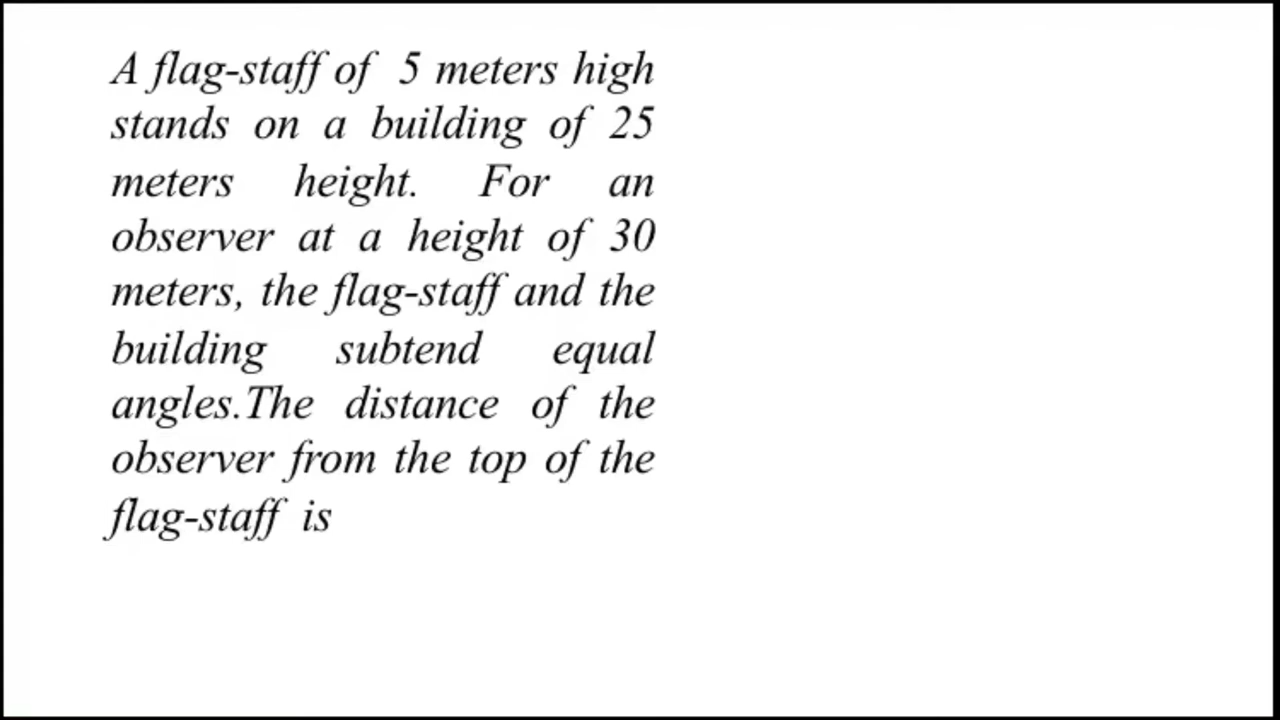 A flag-staff of 5 meters high
stands on a building of 25
meters height. For an
observer at a height of 30
meters, the flag-staff and the
building subtend equal
angles.The distance of the
observer from the top of the
flag-staff is